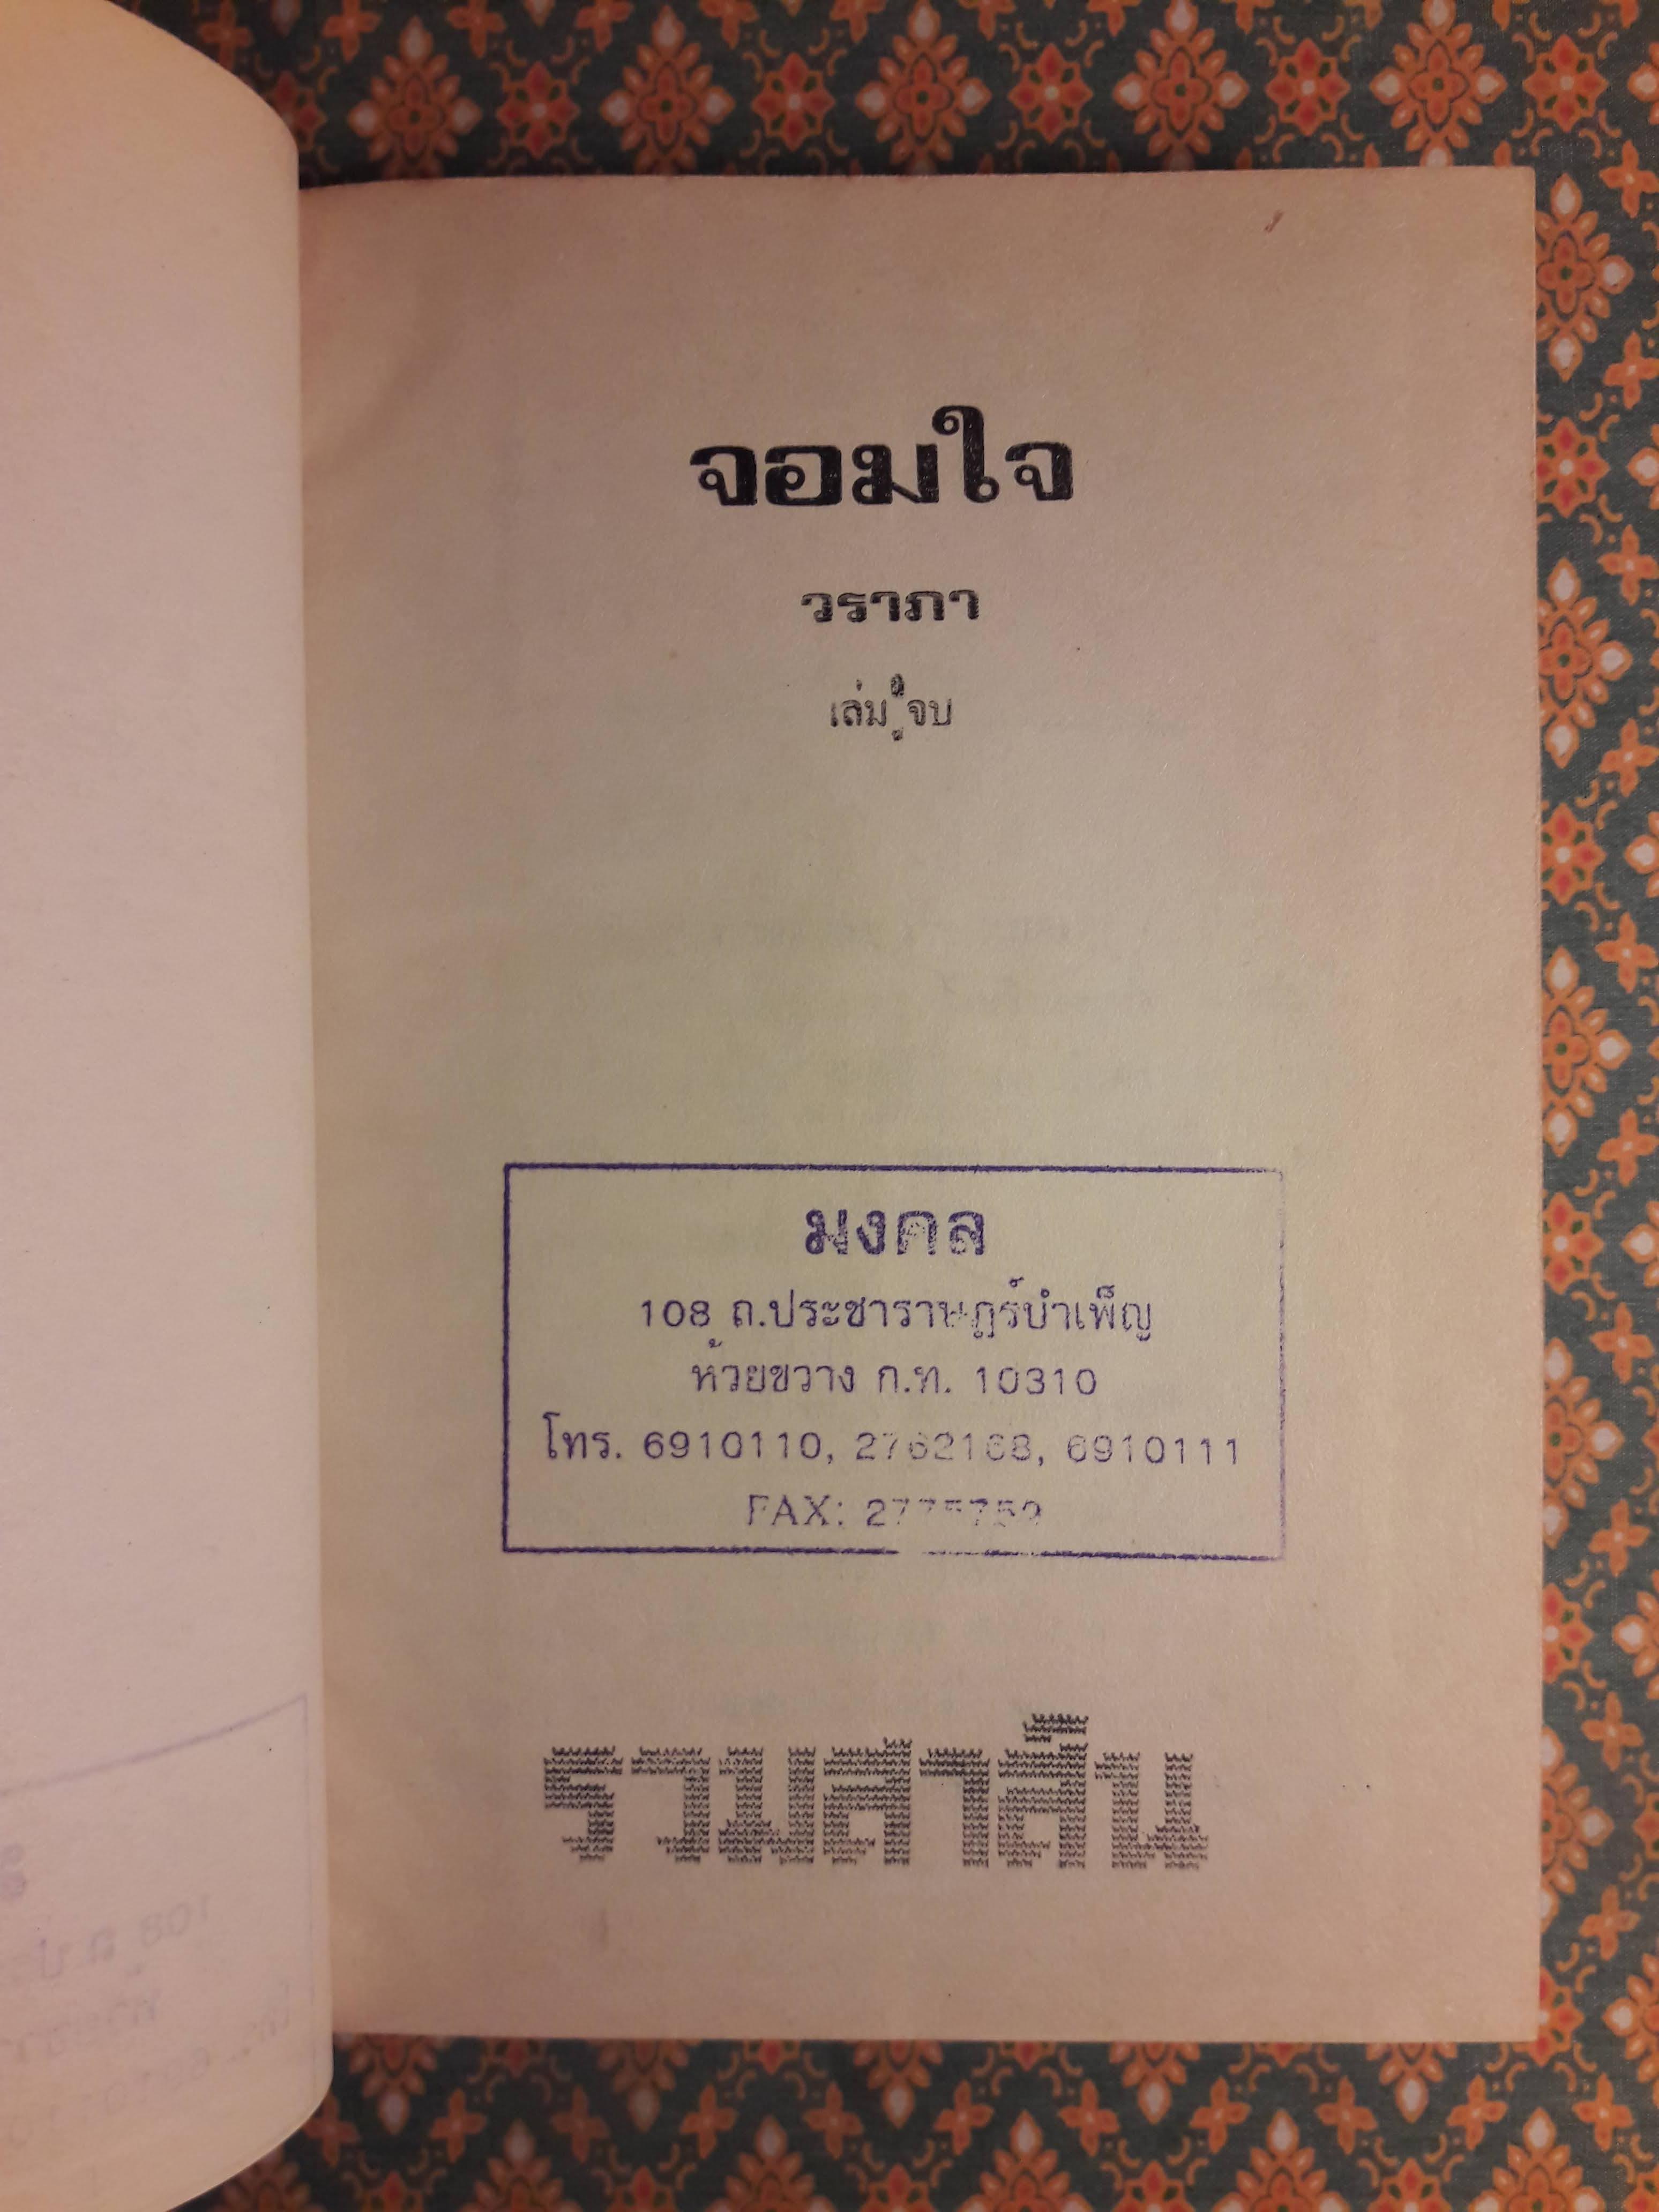 จอมใจ
วราภา
เล่ม จบ
มงคล
108 ถ.ประชาราษฎร์บำเพ็ญ
ห้วยขวาง ก.ท. 10310
โทร. 6910110, 2762168, 6910111
FAX: 2775759
รวมสาส์น